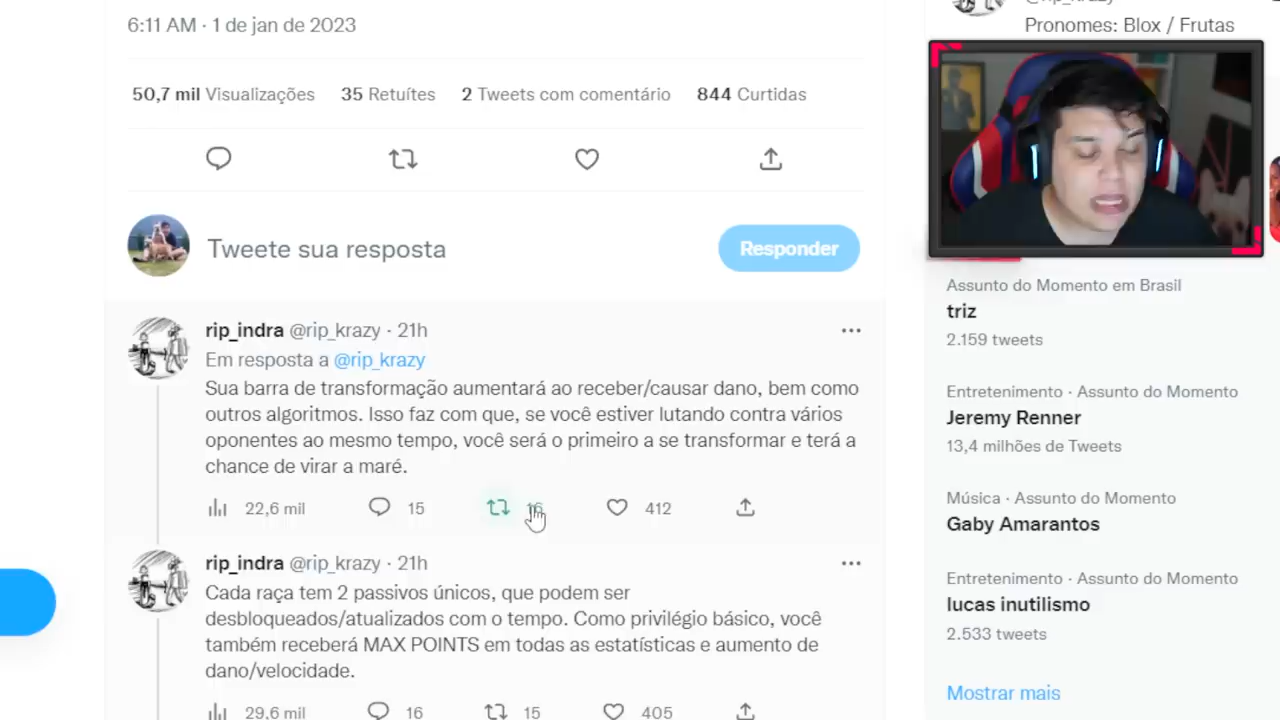 6:11 AM · 1 de jan de 2023
50,7 mil Visualizações 35 Retuítes 2 Tweets com comentário 844 Curtidas
Tweete sua resposta
Responder
rip_indra @rip_krazy · 21h
Em resposta a @rip_krazy
Sua barra de transformação aumentará ao receber/causar dano, bem como
outros algoritmos. Isso faz com que, se você estiver lutando contra vários
oponentes ao mesmo tempo, você será o primeiro a se transformar e terá a
chance de virar a maré.
22,6 mil 15 16 412
rip_indra @rip_krazy · 21h
Cada raça tem 2 passivos únicos, que podem ser
desbloqueados/atualizados com o tempo. Como privilégio básico, você
também receberá MAX POINTS em todas as estatísticas e aumento de
dano/velocidade.
29,6 mil 16 15 405
@rip_krazy
Pronomes: Blox / Frutas
Assunto do Momento em Brasil
triz
2.159 tweets
Entretenimento · Assunto do Momento
Jeremy Renner
13,4 milhões de Tweets
Música · Assunto do Momento
Gaby Amarantos
Entretenimento · Assunto do Momento
lucas inutilismo
2.533 tweets
Mostrar mais